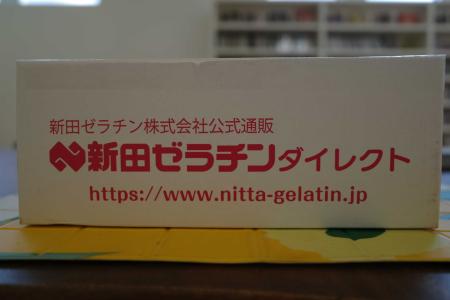 新田ゼラチン株式会社公式通販
新田ゼラチンダイレクト
https://www.nitta-gelatin.jp